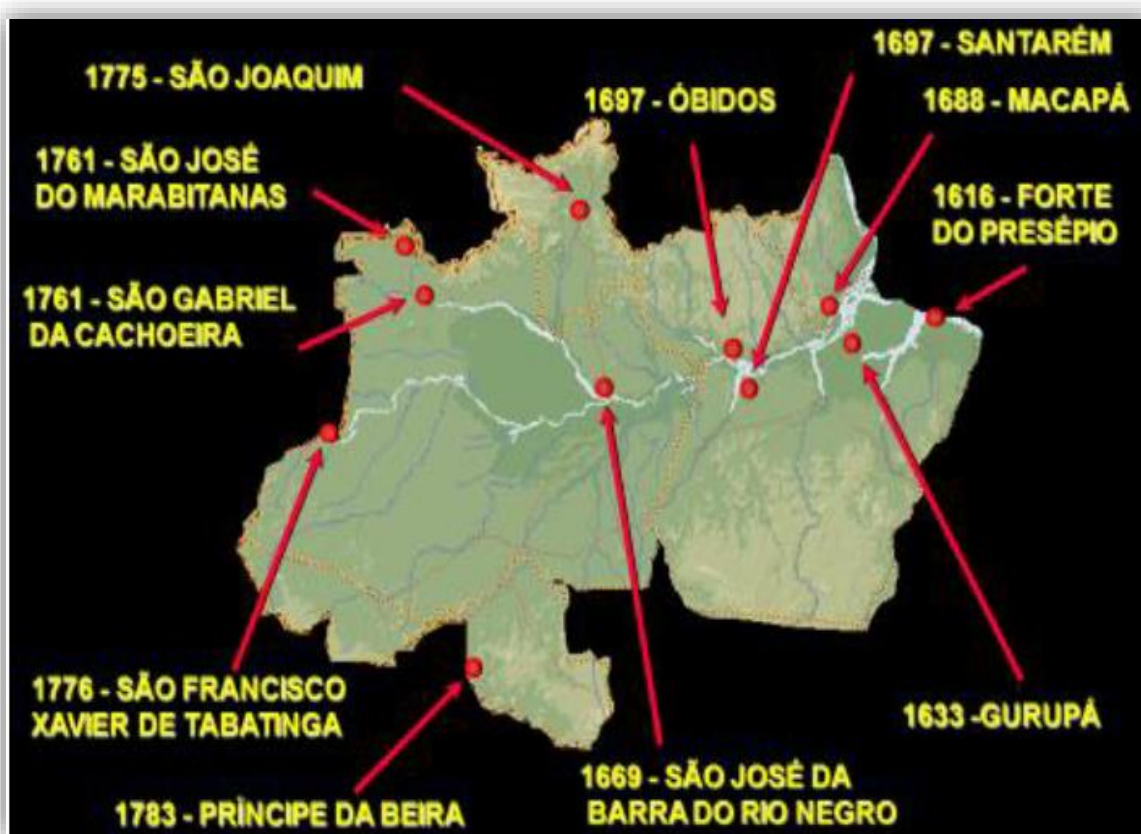 1697 - SANTARÉM
1775 - SÃO JOAQUIM
1697 - ÓBIDOS
1688 - MACAPÁ
1761 - SÃO JOSÉ
DO MARABITANAS
1616 - FORTE
DO PRESÉPIO
1761 - SÃO GABRIEL
DA CACHOEIRA
1776 - SÃO FRANCISCO
XAVIER DE TABATINGA
1633 -GURUPÁ
1669 - SÃO JOSÉ DA
BARRA DO RIO NEGRO
1783 - PRÌNCIPE DA BEIRA